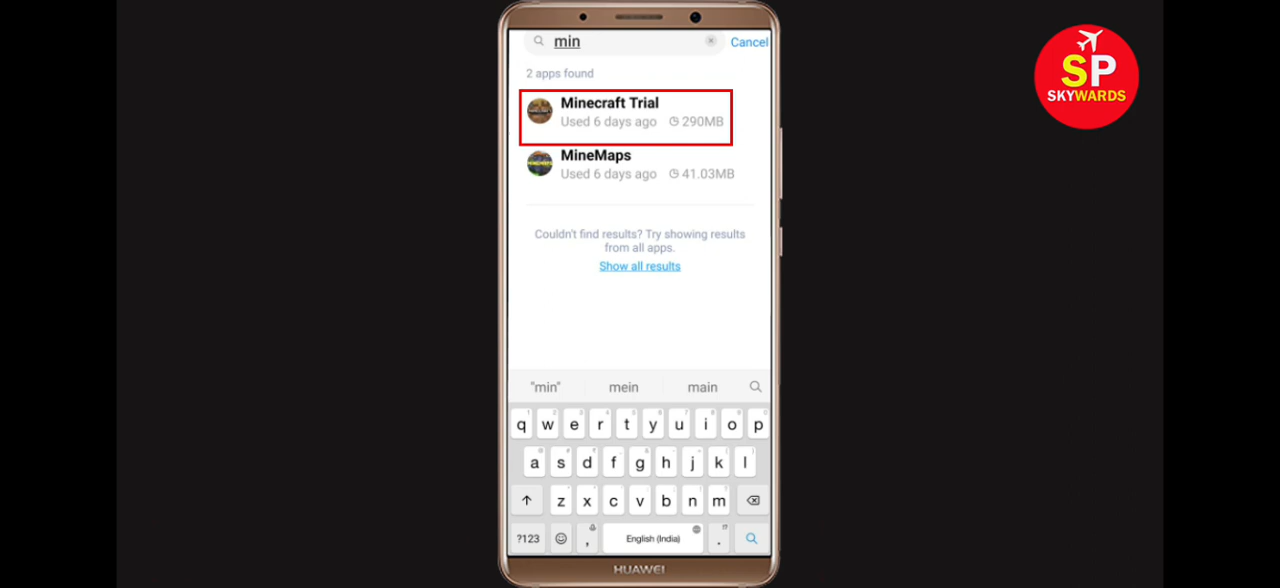 min
Cancel
2 apps found
Minecraft Trial
Used 6 days ago 290MB
MineMaps
Used 6 days ago 41.03MB
Couldn't find results? Try showing results
from all apps.
Show all results
"min" mein main
q w e r t y u i o p
a s d f g h j k l
z x c v b n m
?123 , English (India) .
HUAWEI
SP
SKYWARDS